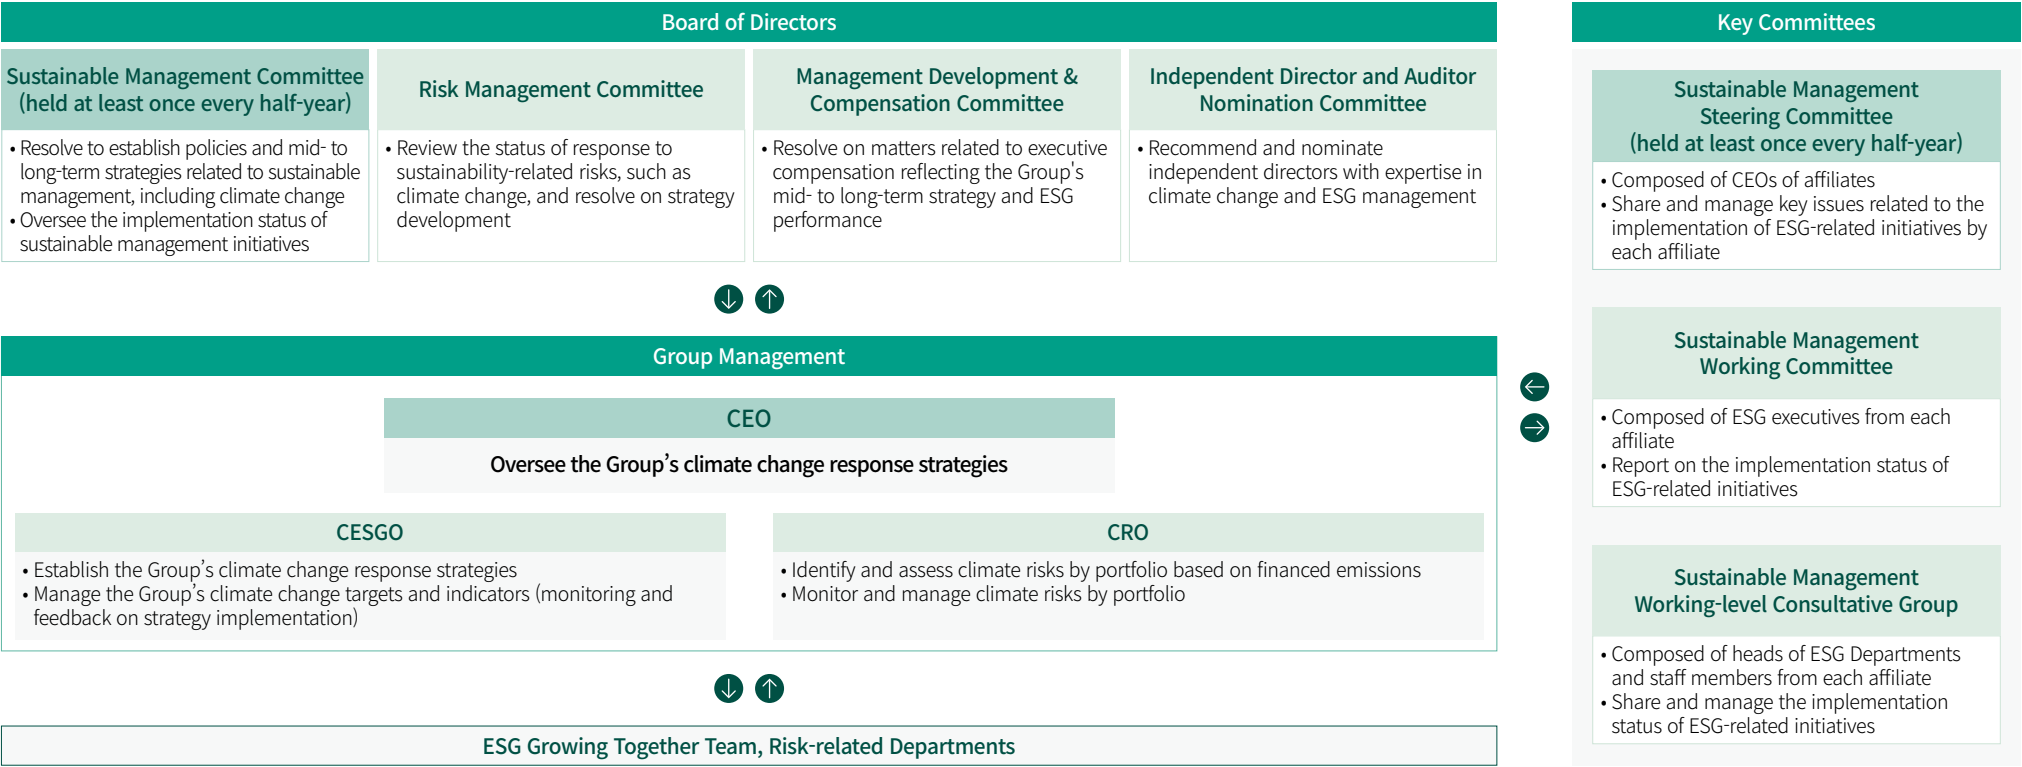 Board of Directors
Sustainable Management Committee
(held at least once every half-year)
• Resolve to establish policies and mid- to
long-term strategies related to sustainable
management, including climate change
• Oversee the implementation status of
sustainable management initiatives
Risk Management Committee
• Review the status of response to
sustainability-related risks, such as
climate change, and resolve on strategy
development
Management Development &
Compensation Committee
• Resolve on matters related to executive
compensation reflecting the Group's
mid- to long-term strategy and ESG
performance
Independent Director and Auditor
Nomination Committee
• Recommend and nominate
independent directors with expertise in
climate change and ESG management
Group Management
CEO
Oversee the Group’s climate change response strategies
CESGO
• Establish the Group’s climate change response strategies
• Manage the Group’s climate change targets and indicators (monitoring and
feedback on strategy implementation)
CRO
• Identify and assess climate risks by portfolio based on financed emissions
• Monitor and manage climate risks by portfolio
ESG Growing Together Team, Risk-related Departments
Key Committees
Sustainable Management
Steering Committee
(held at least once every half-year)
• Composed of CEOs of affiliates
• Share and manage key issues related to the
implementation of ESG-related initiatives by
each affiliate
Sustainable Management
Working Committee
• Composed of ESG executives from each
affiliate
• Report on the implementation status of
ESG-related initiatives
Sustainable Management
Working-level Consultative Group
• Composed of heads of ESG Departments
and staff members from each affiliate
• Share and manage the implementation
status of ESG-related initiatives